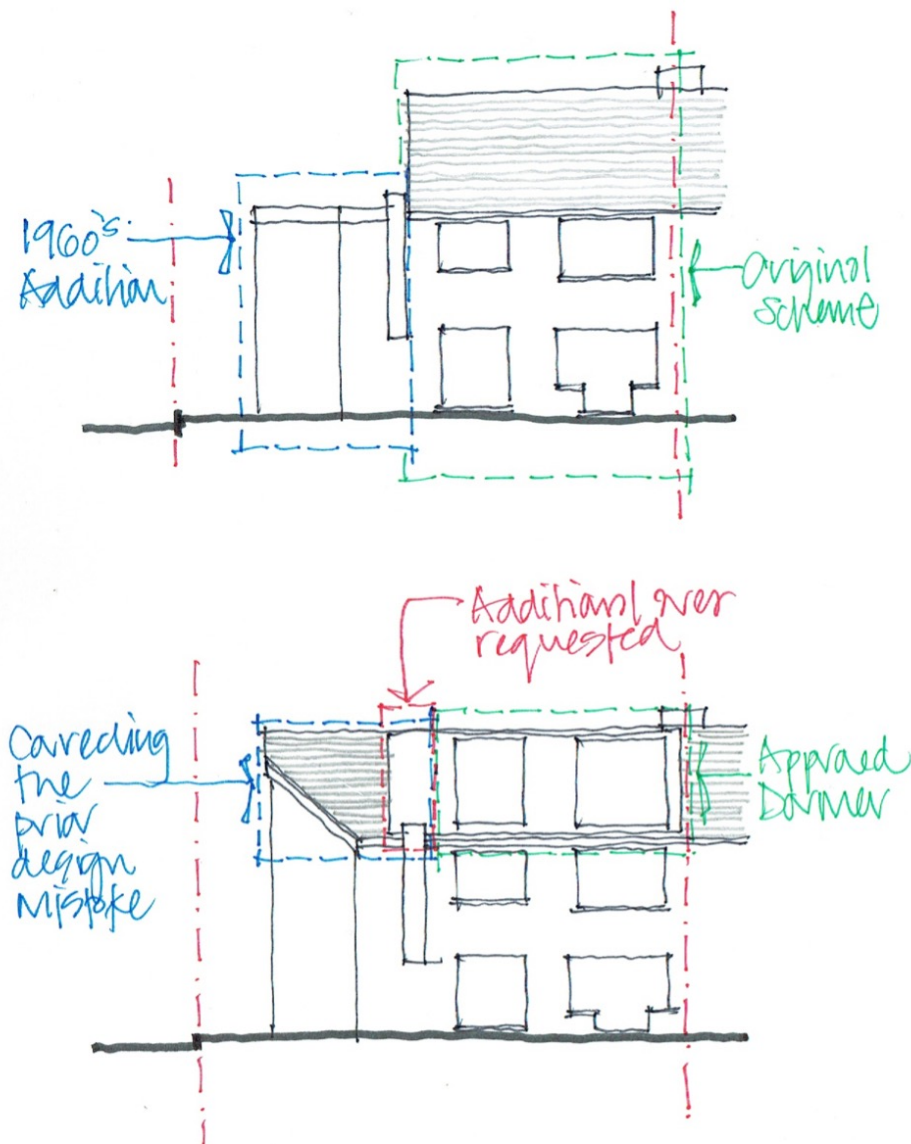 1960's
Addition
Original
Scheme
Additional over
requested
Correcting
the
prior
design
Mistake
Approved
Dormer